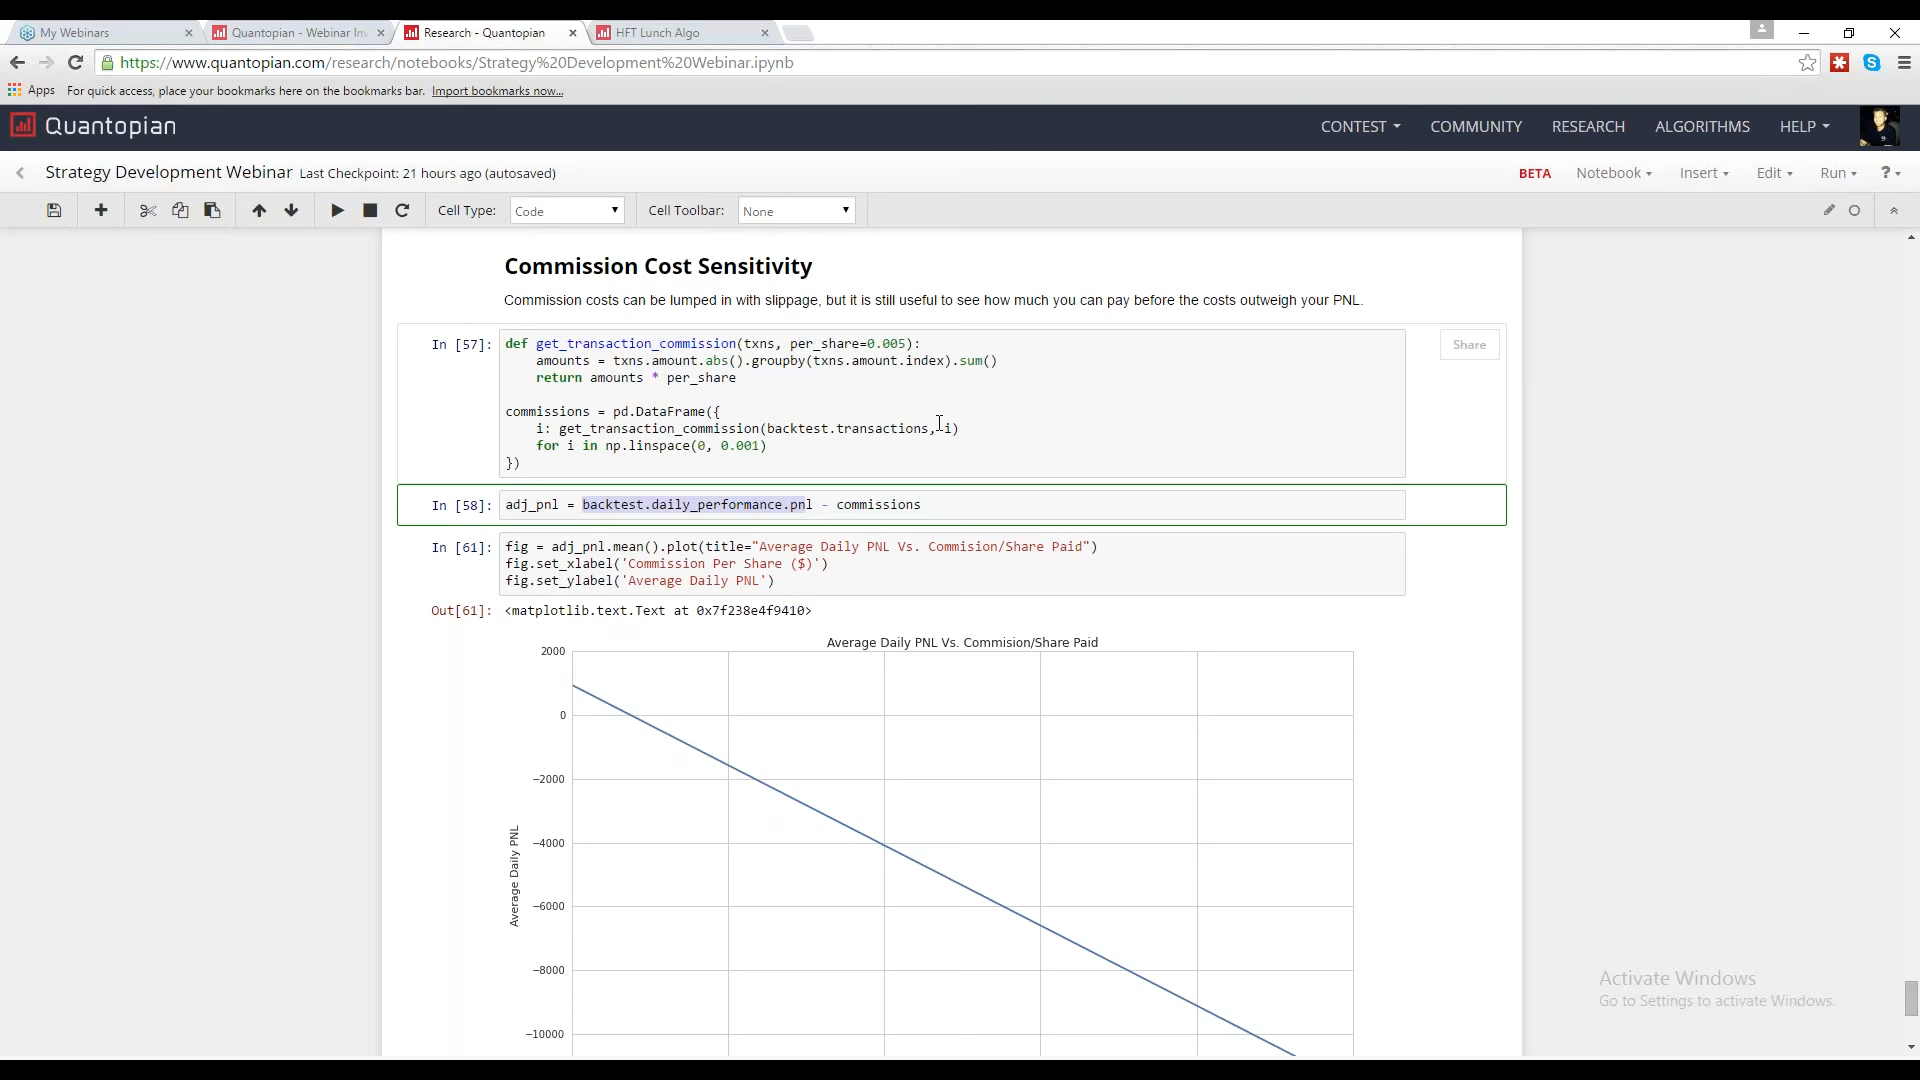 My Webinars
Quantopian - Webinar In
Research - Quantopian
HFT Lunch Algo
https://www.quantopian.com/research/notebooks/Strategy%20Development%20Webinar.ipynb
Apps For quick access, place your bookmarks here on the bookmarks bar. Import bookmarks now...
Quantopian
CONTEST COMMUNITY RESEARCH ALGORITHMS HELP
Strategy Development Webinar Last Checkpoint: 21 hours ago (autosaved)
BETA Notebook Insert Edit Run ?
Cell Type: Code Cell Toolbar: None
Commission Cost Sensitivity
Commission costs can be lumped in with slippage, but it is still useful to see how much you can pay before the costs outweigh your PNL.
In [57]: def get_transaction_commission(txns, per_share=0.005):
amounts = txns.amount.abs().groupby(txns.amount.index).sum()
return amounts * per_share
commissions = pd.DataFrame({
i: get_transaction_commission(backtest.transactions, i)
for i in np.linspace(0, 0.001)
})
Share
In [58]: adj_pnl = backtest.daily_performance.pnl - commissions
In [61]: fig = adj_pnl.mean().plot(title="Average Daily PNL Vs. Commision/Share Paid")
fig.set_xlabel('Commission Per Share ($)')
fig.set_ylabel('Average Daily PNL')
Out[61]: <matplotlib.text.Text at 0x7f238e4f9410>
Average Daily PNL Vs. Commision/Share Paid
2000
0
−2000
−4000
−6000
−8000
−10000
Average Daily PNL
Activate Windows
Go to Settings to activate Windows.